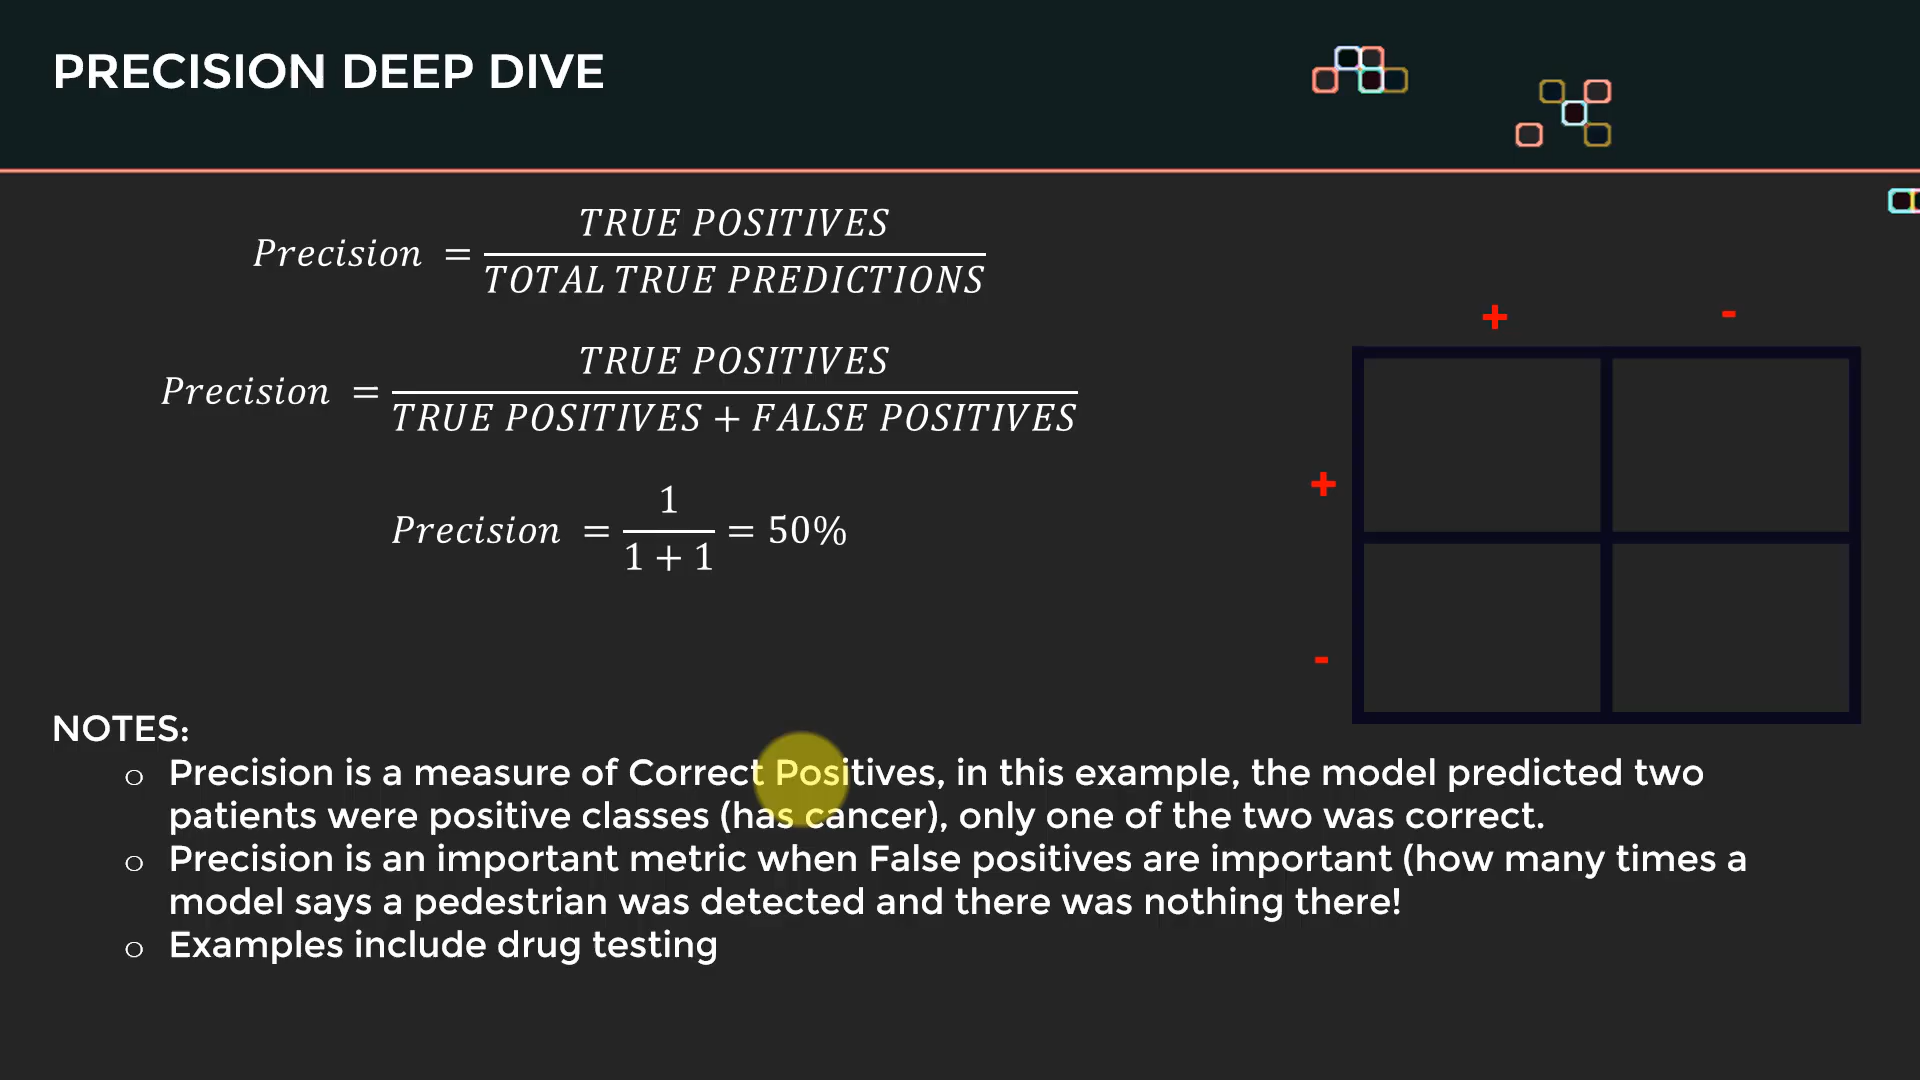 PRECISION DEEP DIVE
Precision = TRUE POSITIVES / TOTAL TRUE PREDICTIONS
Precision = TRUE POSITIVES / TRUE POSITIVES + FALSE POSITIVES
Precision = 1 / 1 + 1 = 50%
+ -
+
-
NOTES:
o Precision is a measure of Correct Positives, in this example, the model predicted two
patients were positive classes (has cancer), only one of the two was correct.
o Precision is an important metric when False positives are important (how many times a
model says a pedestrian was detected and there was nothing there!
o Examples include drug testing